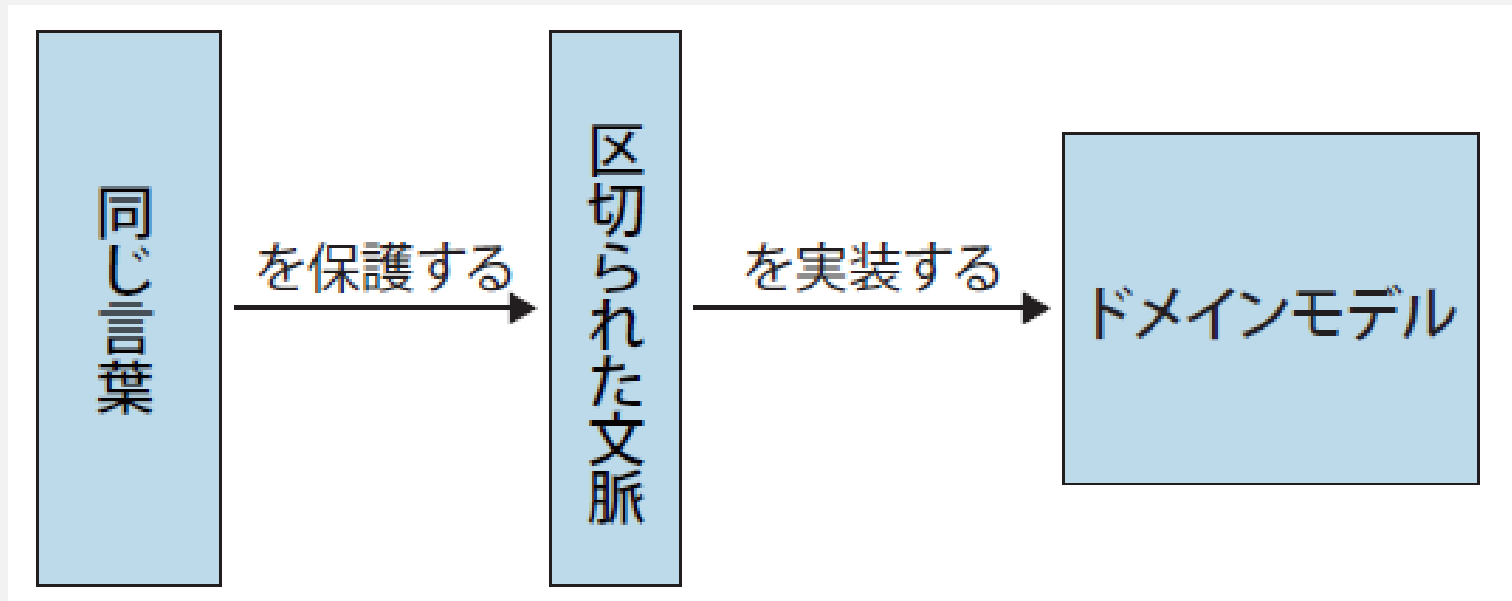 同じ言葉
を保護する
区切られた文脈
を実装する
ドメインモデル